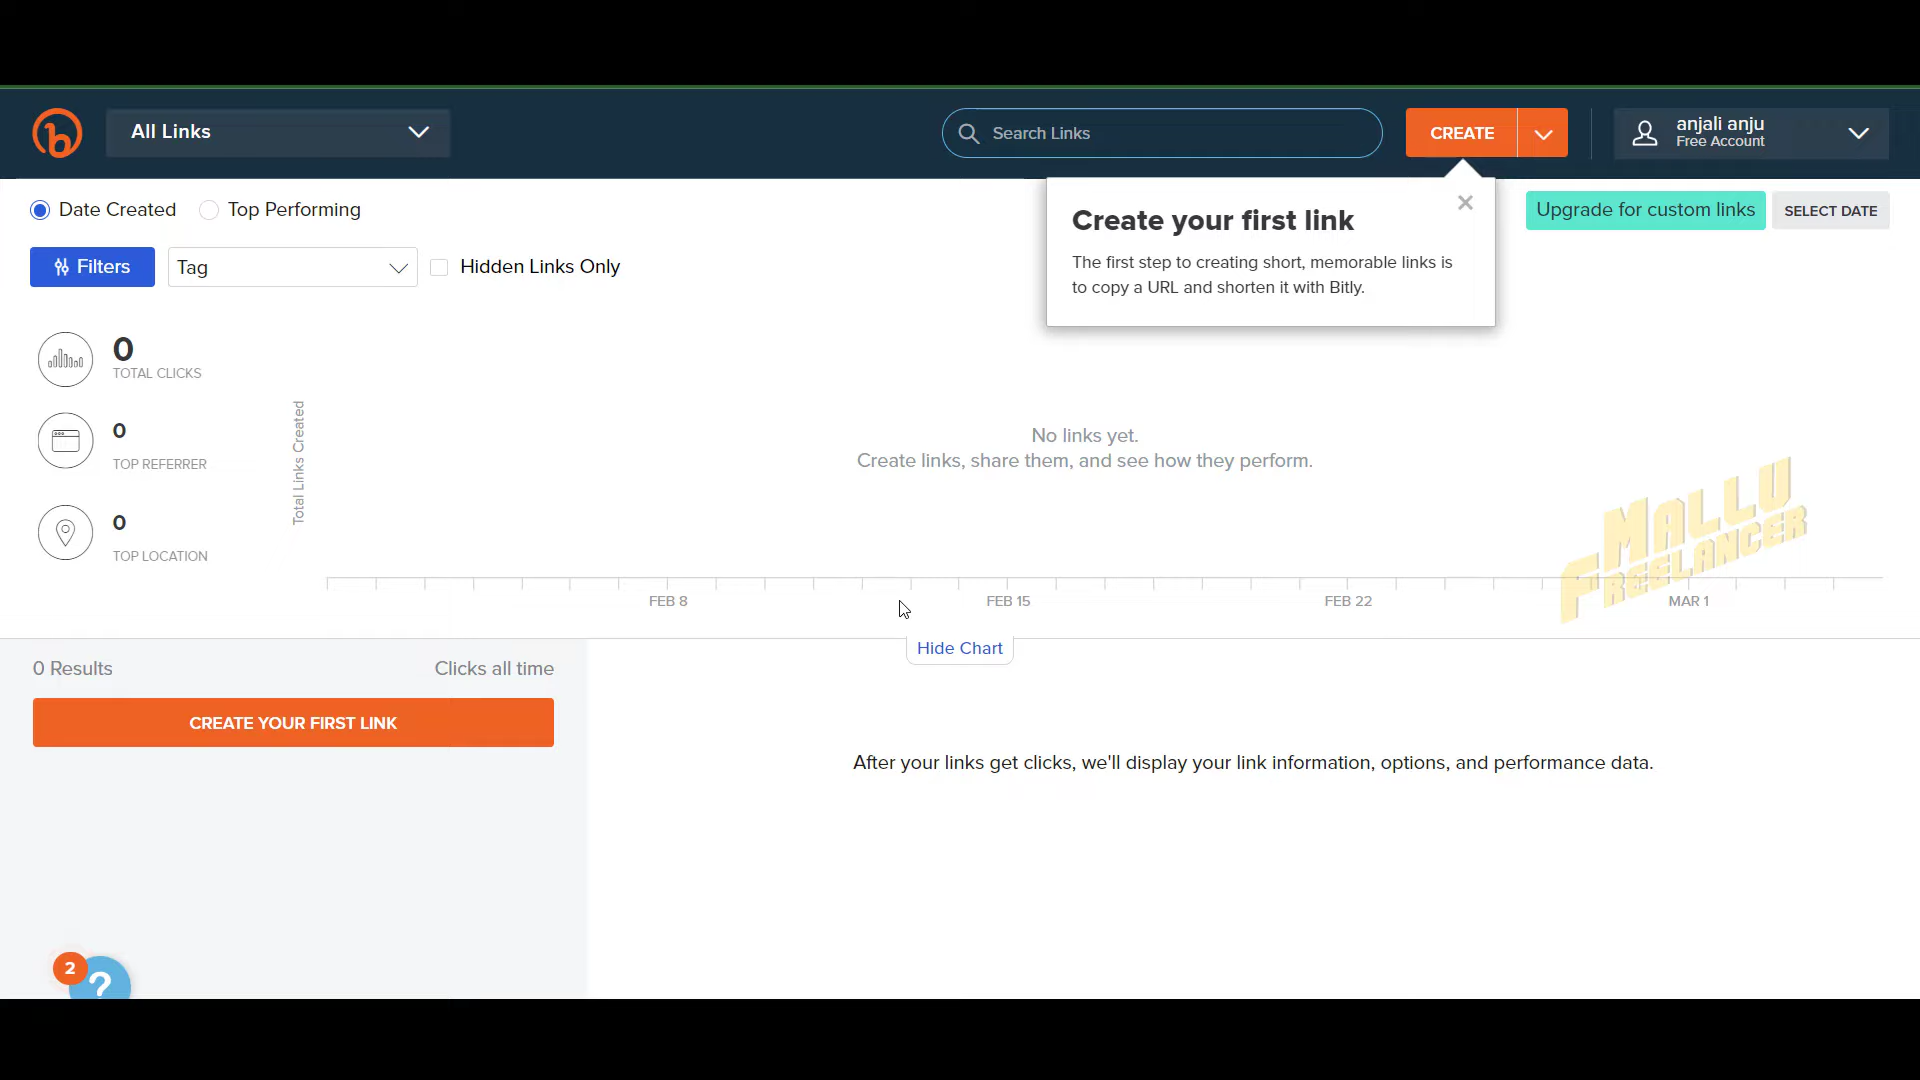 All Links
Search Links
CREATE
anjali anju
Free Account
Date Created
Top Performing
Create your first link
The first step to creating short, memorable links is
to copy a URL and shorten it with Bitly.
Upgrade for custom links
SELECT DATE
Filters
Tag
Hidden Links Only
0
TOTAL CLICKS
0
TOP REFERRER
0
TOP LOCATION
Total Links Created
No links yet.
Create links, share them, and see how they perform.
MALLU
FREELANCER
FEB 8
FEB 15
FEB 22
MAR 1
Hide Chart
0 Results
Clicks all time
CREATE YOUR FIRST LINK
After your links get clicks, we'll display your link information, options, and performance data.
2
?